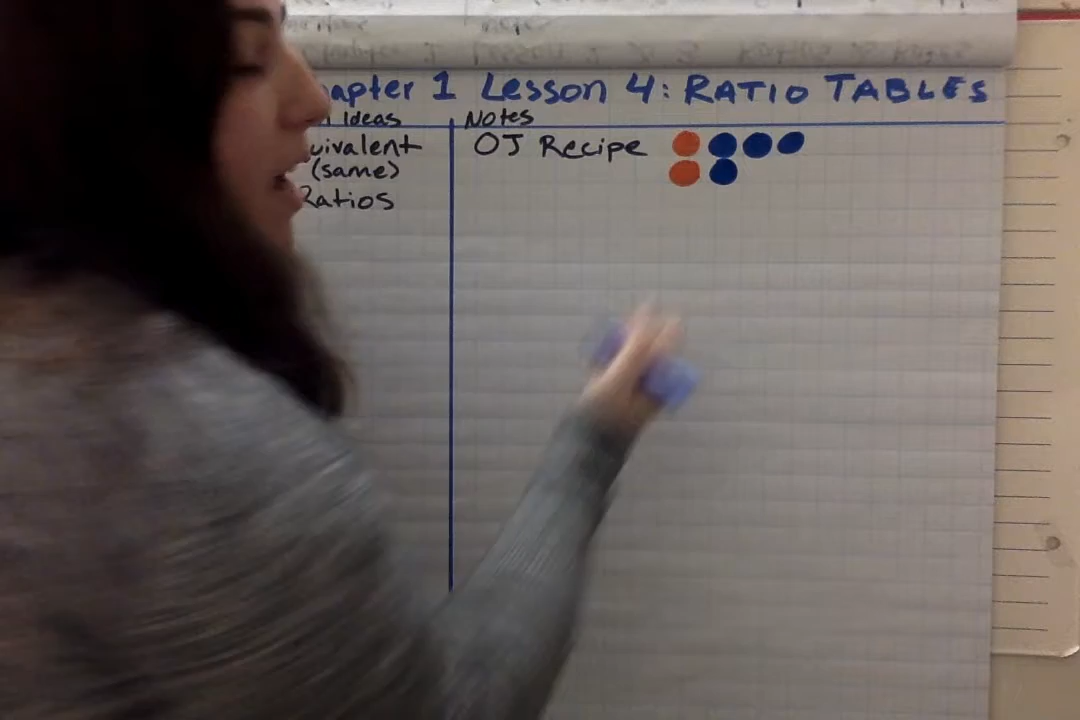 apter 1 Lesson 4: RATIO TABLES
Ideas
Notes
uivalent
(same)
Ratios
OJ Recipe